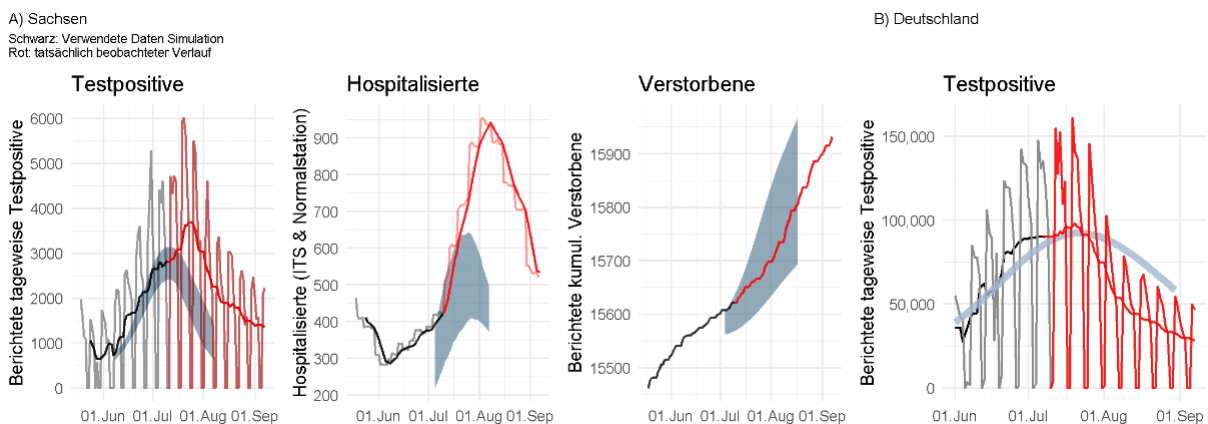 A) Sachsen
Schwarz: Verwendete Daten Simulation
Rot: tatsächlich beobachteter Verlauf
B) Deutschland
Testpositive
Berichtete tageweise Testpositive
6000
5000
4000
3000
2000
1000
0
01.Jun 01.Jul 01.Aug 01.Sep
Hospitalisierte
Hospitalisierte (ITS & Normalstation)
900
800
700
600
500
400
300
200
01.Jun 01.Jul 01.Aug 01.Sep
Verstorbene
Berichtete kumul. Verstorbene
15900
15800
15700
15600
15500
01.Jun 01.Jul 01.Aug 01.Sep
Testpositive
Berichtete tageweise Testpositive
150,000
100,000
50,000
0
01.Jun 01.Jul 01.Aug 01.Sep